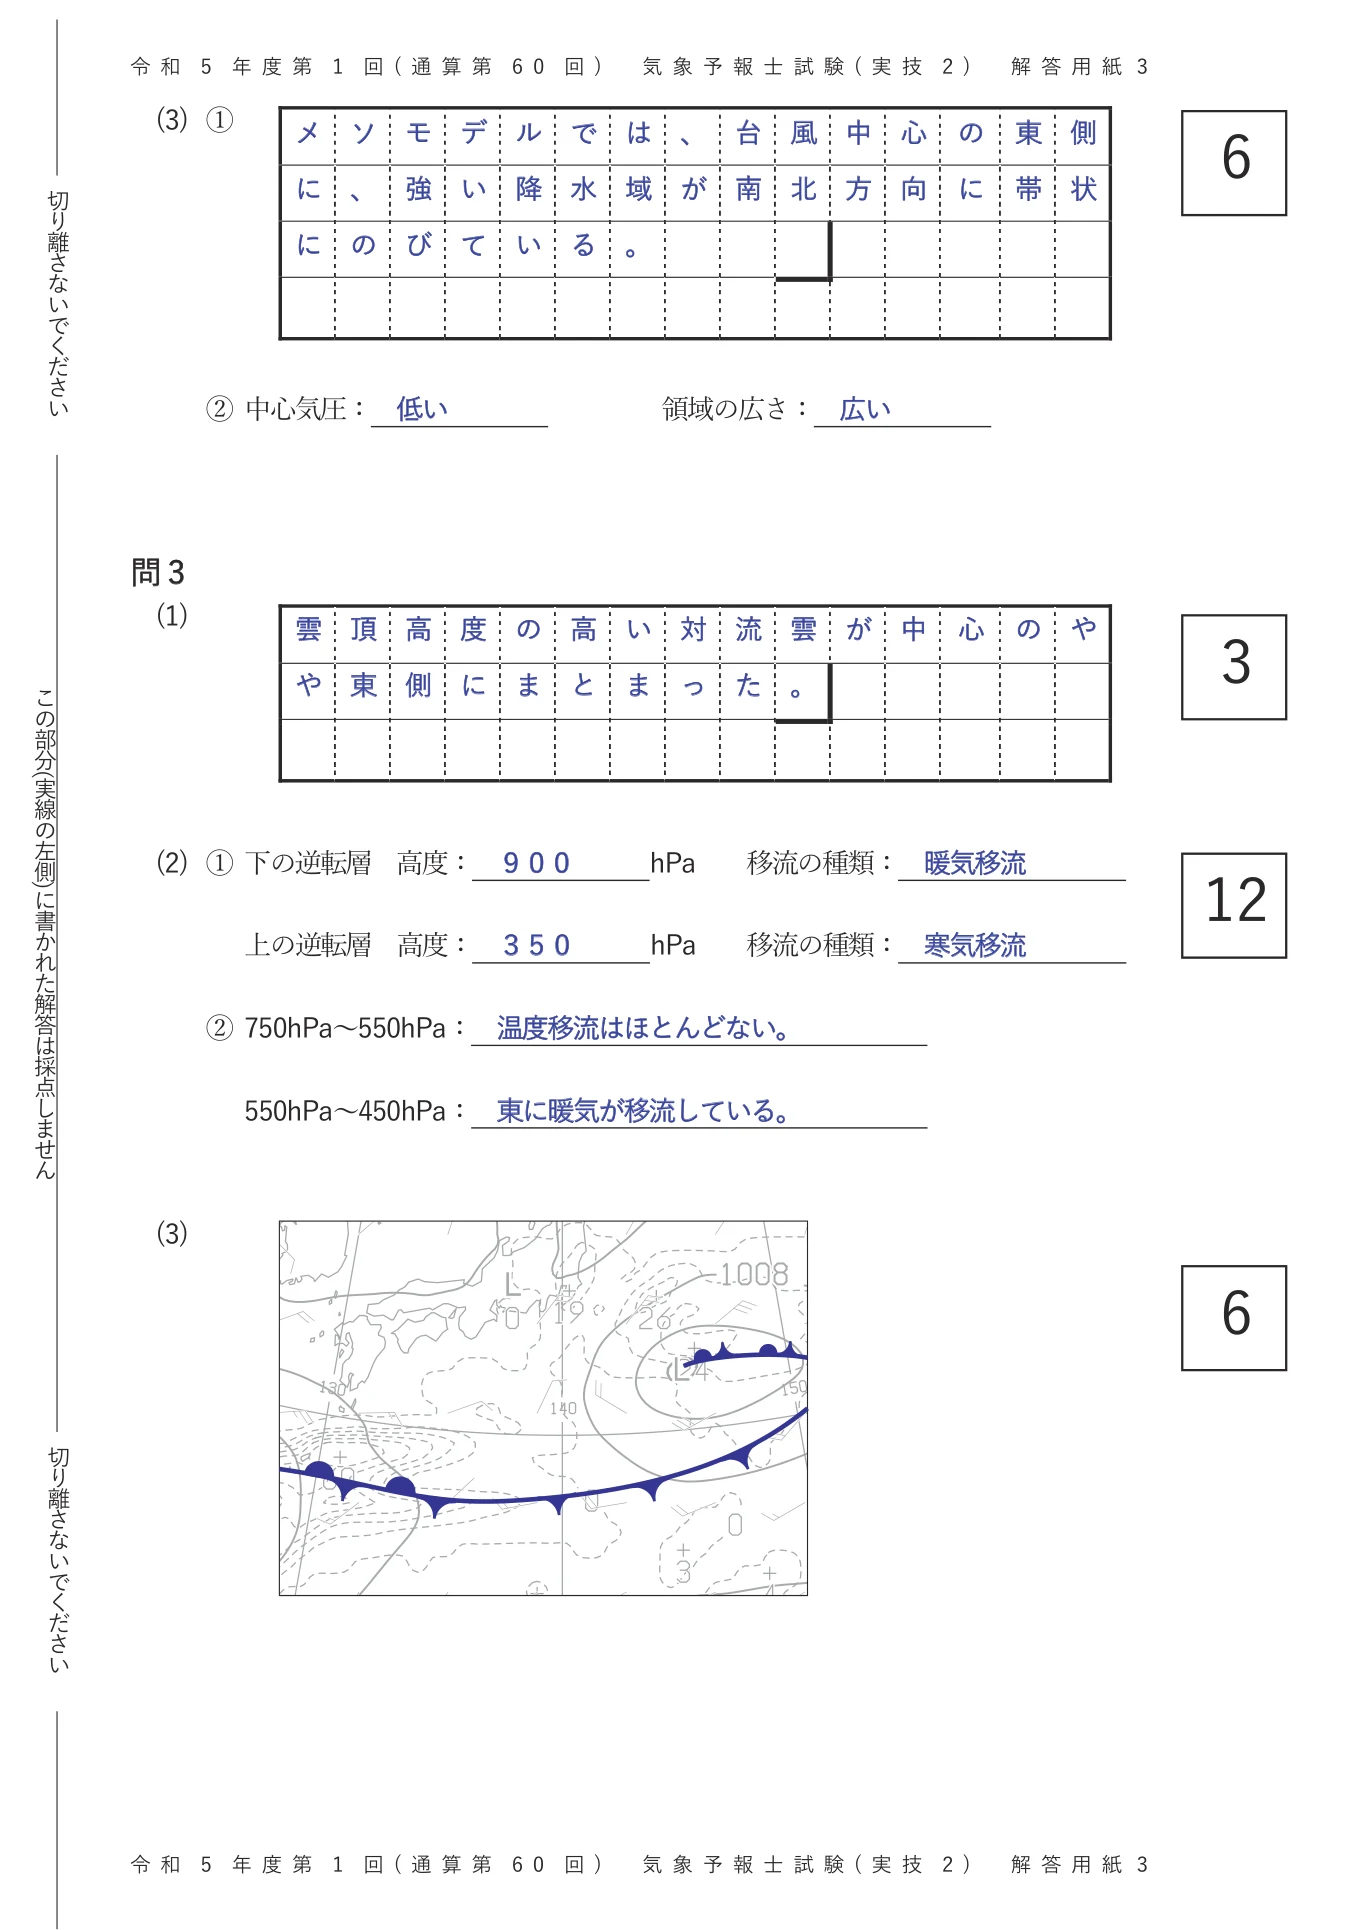 令和5年度第1回(通算第60回) 気象予報士試験(実技2) 解答用紙3
(3) ①
メソモデルでは、台風中心の東側
に、強い降水域が南北方向に帯状
にのびている。
6
② 中心気圧： 低い 領域の広さ： 広い
問3
(1)
雲頂高度の高い対流雲が中心のや
や東側にまとまった。
3
(2) ① 下の逆転層 高度： 900 hPa 移流の種類： 暖気移流
上の逆転層 高度： 350 hPa 移流の種類： 寒気移流
12
② 750hPa～550hPa： 温度移流はほとんどない。
550hPa～450hPa： 東に暖気が移流している。
(3)
1008
L
0
19
26
L
24
130
140
150
0
0
3
6
切り離さないでください
この部分(実線の左側)に書かれた解答は採点しません
切り離さないでください
令和5年度第1回(通算第60回) 気象予報士試験(実技2) 解答用紙3